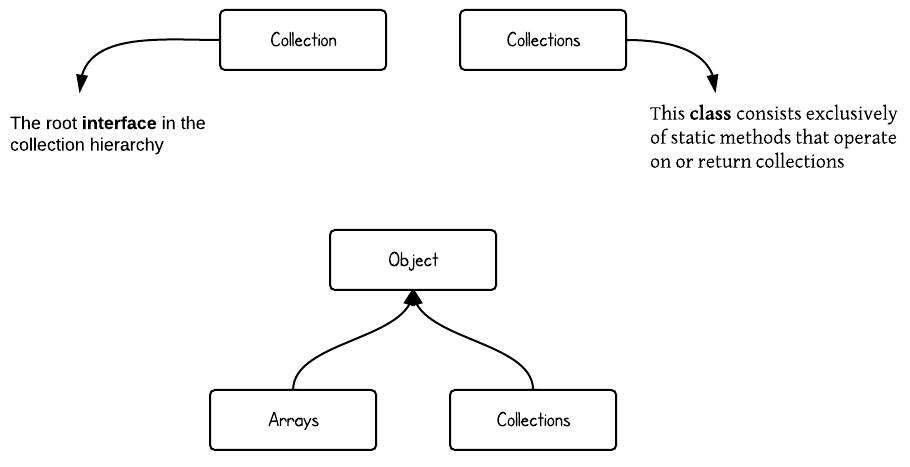 Collection
Collections
The root interface in the
collection hierarchy
This class consists exclusively
of static methods that operate
on or return collections
Object
Arrays
Collections